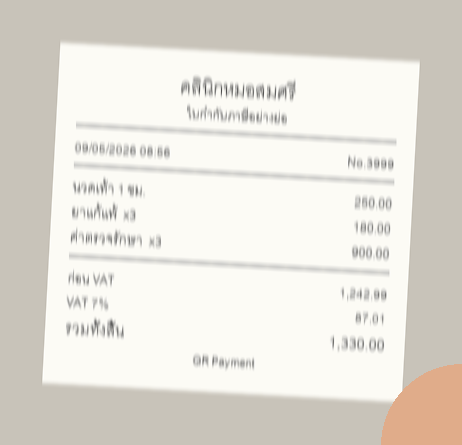 คลินิกหมอสมศรี
ใบกำกับภาษีอย่างย่อ
09/05/2026 08:56 No.3999
นวดเท้า 1 ชม. 250.00
ยาแก้แพ้ x3 180.00
ค่าตรวจรักษา x3 900.00
ก่อน VAT 1,242.99
VAT 7% 87.01
รวมทั้งสิ้น 1,330.00
QR Payment